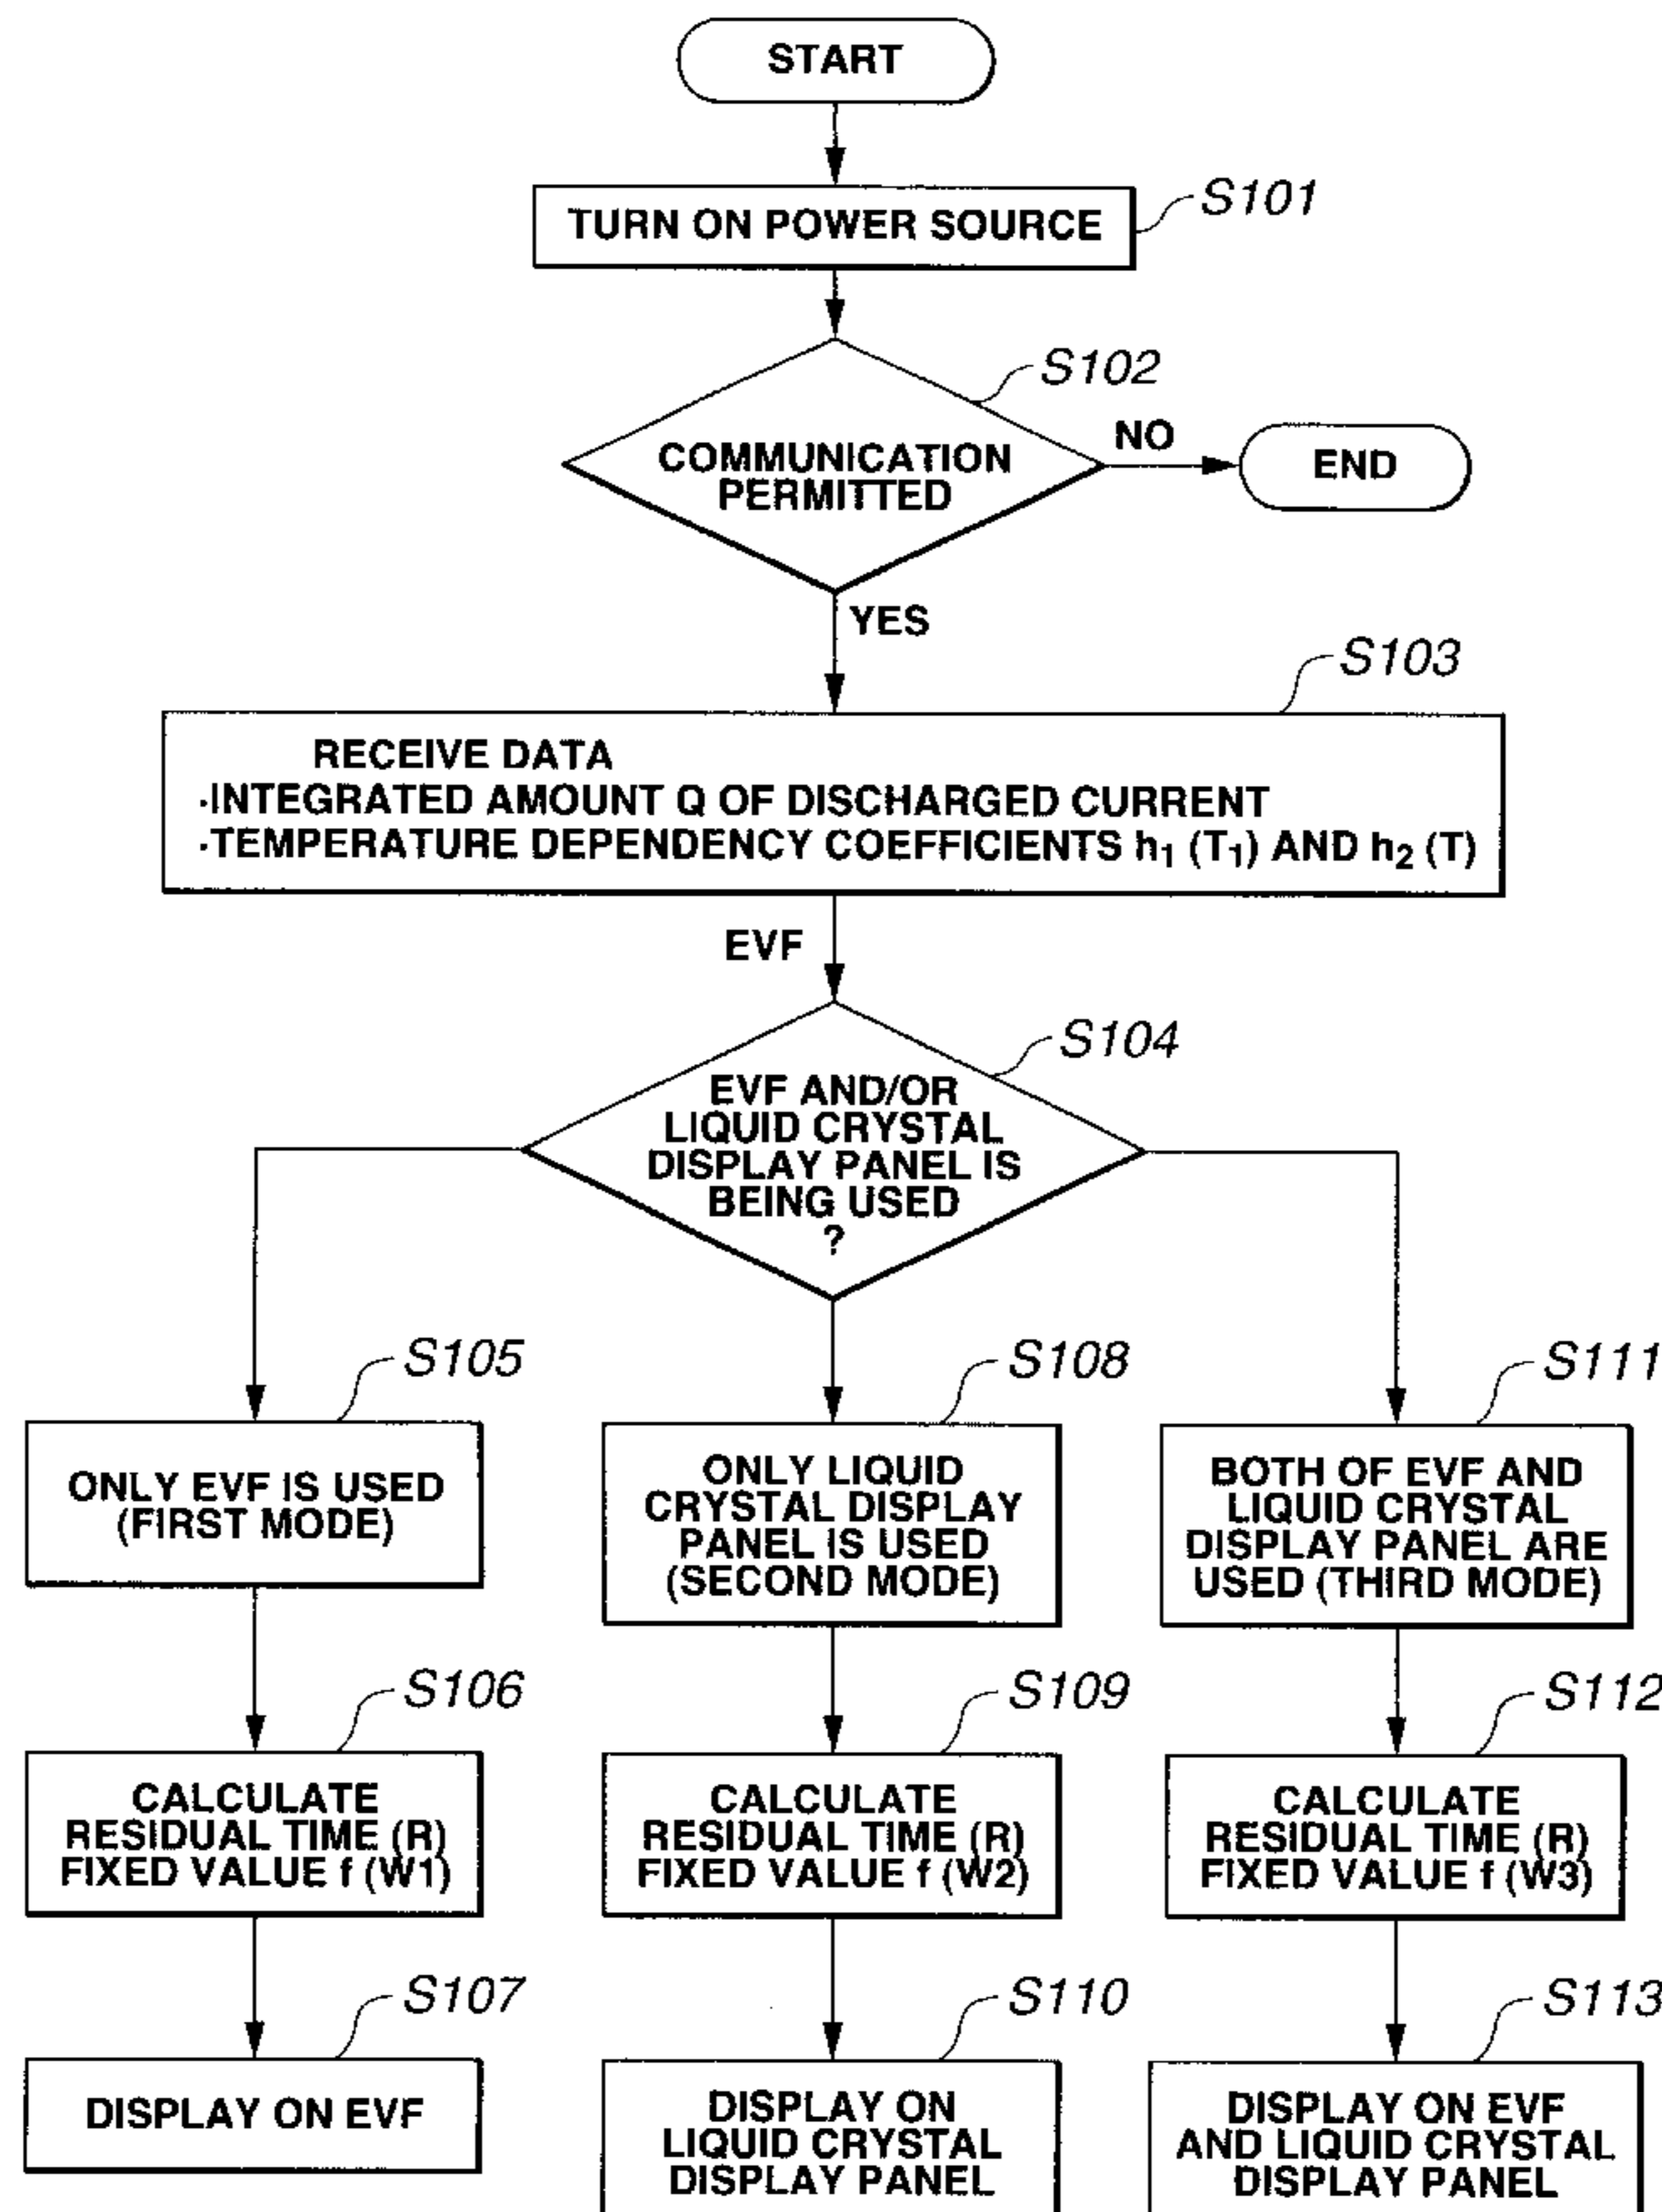 START
TURN ON POWER SOURCE
S101
S102
COMMUNICATION
PERMITTED
NO
END
YES
S103
RECEIVE DATA
·INTEGRATED AMOUNT Q OF DISCHARGED CURRENT
·TEMPERATURE DEPENDENCY COEFFICIENTS h₁ (T₁) AND h₂ (T)
EVF
S104
EVF AND/OR
LIQUID CRYSTAL
DISPLAY PANEL IS
BEING USED
?
S105
ONLY EVF IS USED
(FIRST MODE)
S108
ONLY LIQUID
CRYSTAL DISPLAY
PANEL IS USED
(SECOND MODE)
S111
BOTH OF EVF AND
LIQUID CRYSTAL
DISPLAY PANEL ARE
USED (THIRD MODE)
S106
CALCULATE
RESIDUAL TIME (R)
FIXED VALUE f (W1)
S109
CALCULATE
RESIDUAL TIME (R)
FIXED VALUE f (W2)
S112
CALCULATE
RESIDUAL TIME (R)
FIXED VALUE f (W3)
S107
DISPLAY ON EVF
S110
DISPLAY ON
LIQUID CRYSTAL
DISPLAY PANEL
S113
DISPLAY ON EVF
AND LIQUID CRYSTAL
DISPLAY PANEL